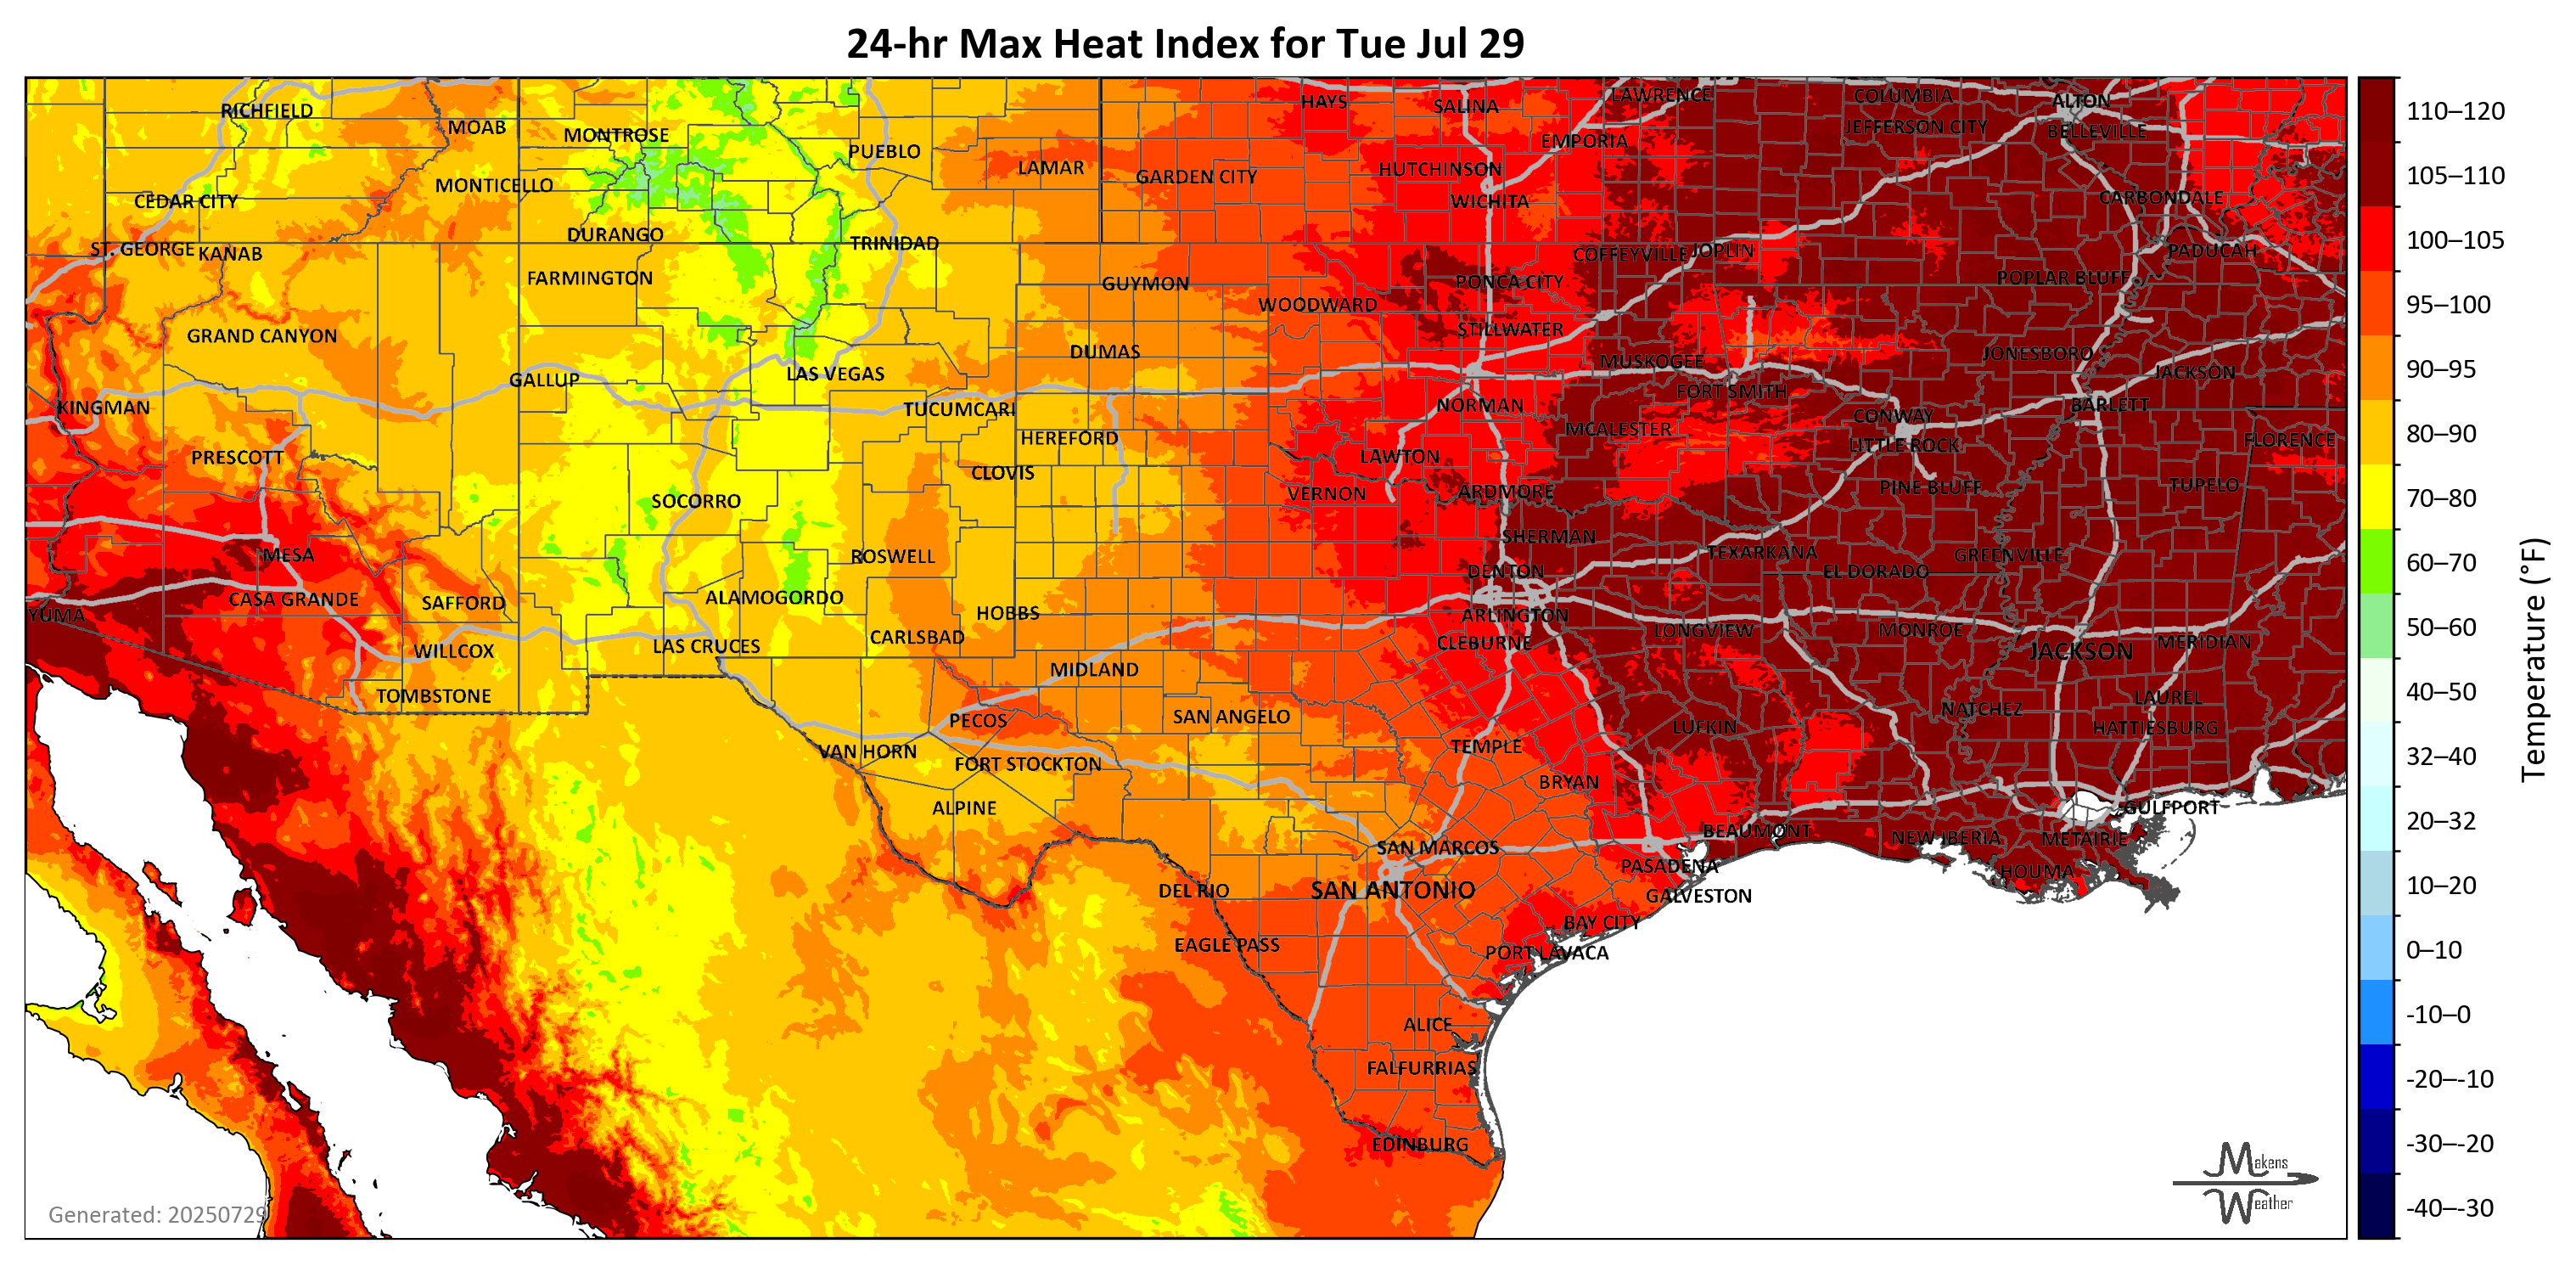 24-hr Max Heat Index for Tue Jul 29
RICHFIELD
MOAB
MONTROSE
PUEBLO
LAMAR
GARDEN CITY
HAYS
SALINA
LAWRENCE
EMPORIA
HUTCHINSON
WICHITA
COLUMBIA
JEFFERSON CITY
ALTON
BELLEVILLE
CARBONDALE
CEDAR CITY
MONTICELLO
DURANGO
TRINIDAD
ST. GEORGE
KANAB
FARMINGTON
GUYMON
WOODWARD
PONCA CITY
COFFEYVILLE
JOPLIN
POPLAR BLUFF
PADUCAH
GRAND CANYON
STILLWATER
DUMAS
MUSKOGEE
JONESBORO
GALLUP
LAS VEGAS
FORT SMITH
JACKSON
KINGMAN
TUCUMCARI
NORMAN
CONWAY
BARLETT
HEREFORD
MCALESTER
LITTLE ROCK
FLORENCE
PRESCOTT
CLOVIS
LAWTON
SOCORRO
VERNON
ARDMORE
PINE BLUFF
TUPELO
MESA
ROSWELL
SHERMAN
TEXARKANA
GREENVILLE
DENTON
EL DORADO
YUMA
CASA GRANDE
SAFFORD
ALAMOGORDO
HOBBS
ARLINGTON
WILLCOX
LAS CRUCES
CARLSBAD
CLEBURNE
LONGVIEW
MONROE
JACKSON
MERIDIAN
TOMBSTONE
MIDLAND
PECOS
SAN ANGELO
NATCHEZ
LAUREL
VAN HORN
FORT STOCKTON
TEMPLE
LUFKIN
HATTIESBURG
ALPINE
BRYAN
BEAUMONT
NEW IBERIA
METAIRIE
GULFPORT
SAN MARCOS
PASADENA
HOUMA
DEL RIO
SAN ANTONIO
GALVESTON
EAGLE PASS
BAY CITY
PORT LAVACA
ALICE
FALFURRIAS
EDINBURG
Generated: 20250729
Makens
Weather
110–120
105–110
100–105
95–100
90–95
80–90
70–80
60–70
50–60
40–50
32–40
20–32
10–20
0–10
-10–0
-20–-10
-30–-20
-40–-30
Temperature (°F)